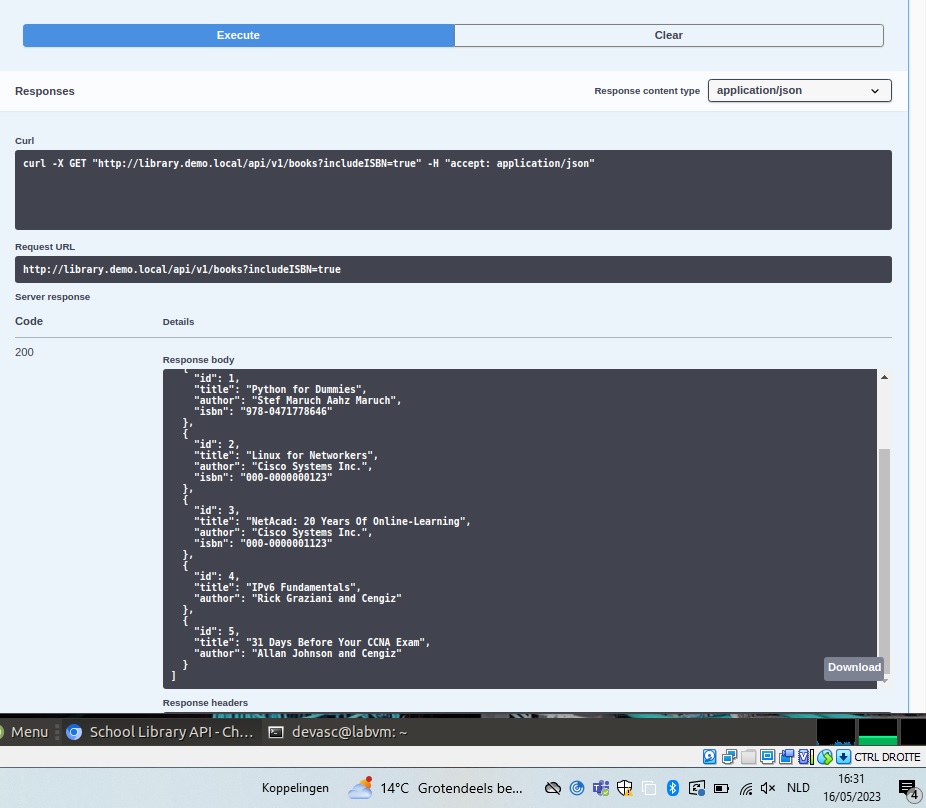 Execute
Clear
Responses
Response content type
application/json
Curl
curl -X GET "http://library.demo.local/api/v1/books?includeISBN=true" -H "accept: application/json"
Request URL
http://library.demo.local/api/v1/books?includeISBN=true
Server response
Code
Details
200
Response body
{
"id": 1,
"title": "Python for Dummies",
"author": "Stef Maruch Aahz Maruch",
"isbn": "978-0471778646"
},
{
"id": 2,
"title": "Linux for Networkers",
"author": "Cisco Systems Inc.",
"isbn": "000-0000000123"
},
{
"id": 3,
"title": "NetAcad: 20 Years Of Online-Learning",
"author": "Cisco Systems Inc.",
"isbn": "000-0000001123"
},
{
"id": 4,
"title": "IPv6 Fundamentals",
"author": "Rick Graziani and Cengiz"
},
{
"id": 5,
"title": "31 Days Before Your CCNA Exam",
"author": "Allan Johnson and Cengiz"
}
]
Download
Response headers
Menu
School Library API - Ch...
devasc@labvm: ~
CTRL DROITE
Koppelingen
14°C Grotendeels be...
NLD
16:31
16/05/2023
4